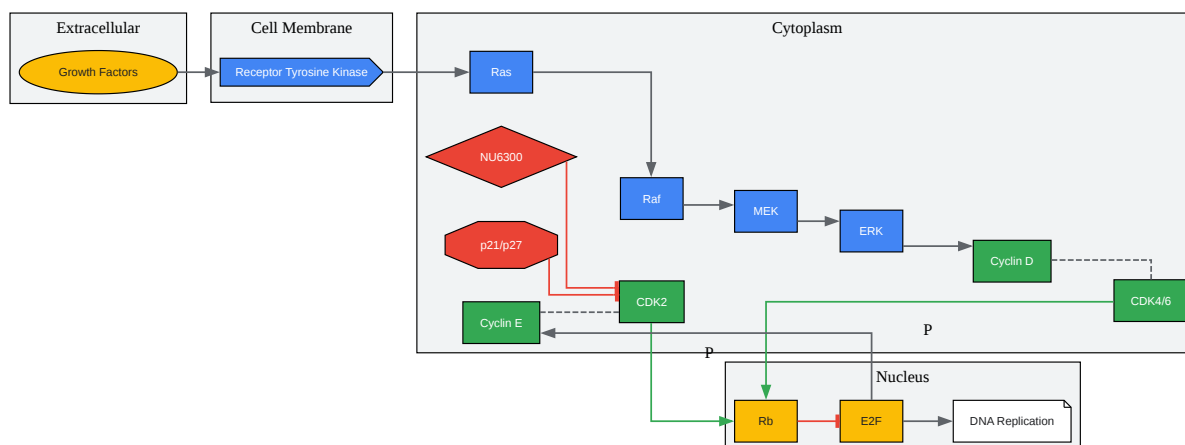 Extracellular
Cell Membrane
Cytoplasm
Growth Factors
Receptor Tyrosine Kinase
Ras
NU6300
Raf
MEK
ERK
p21/p27
Cyclin D
CDK2
CDK4/6
Cyclin E
P
P
Nucleus
Rb
E2F
DNA Replication